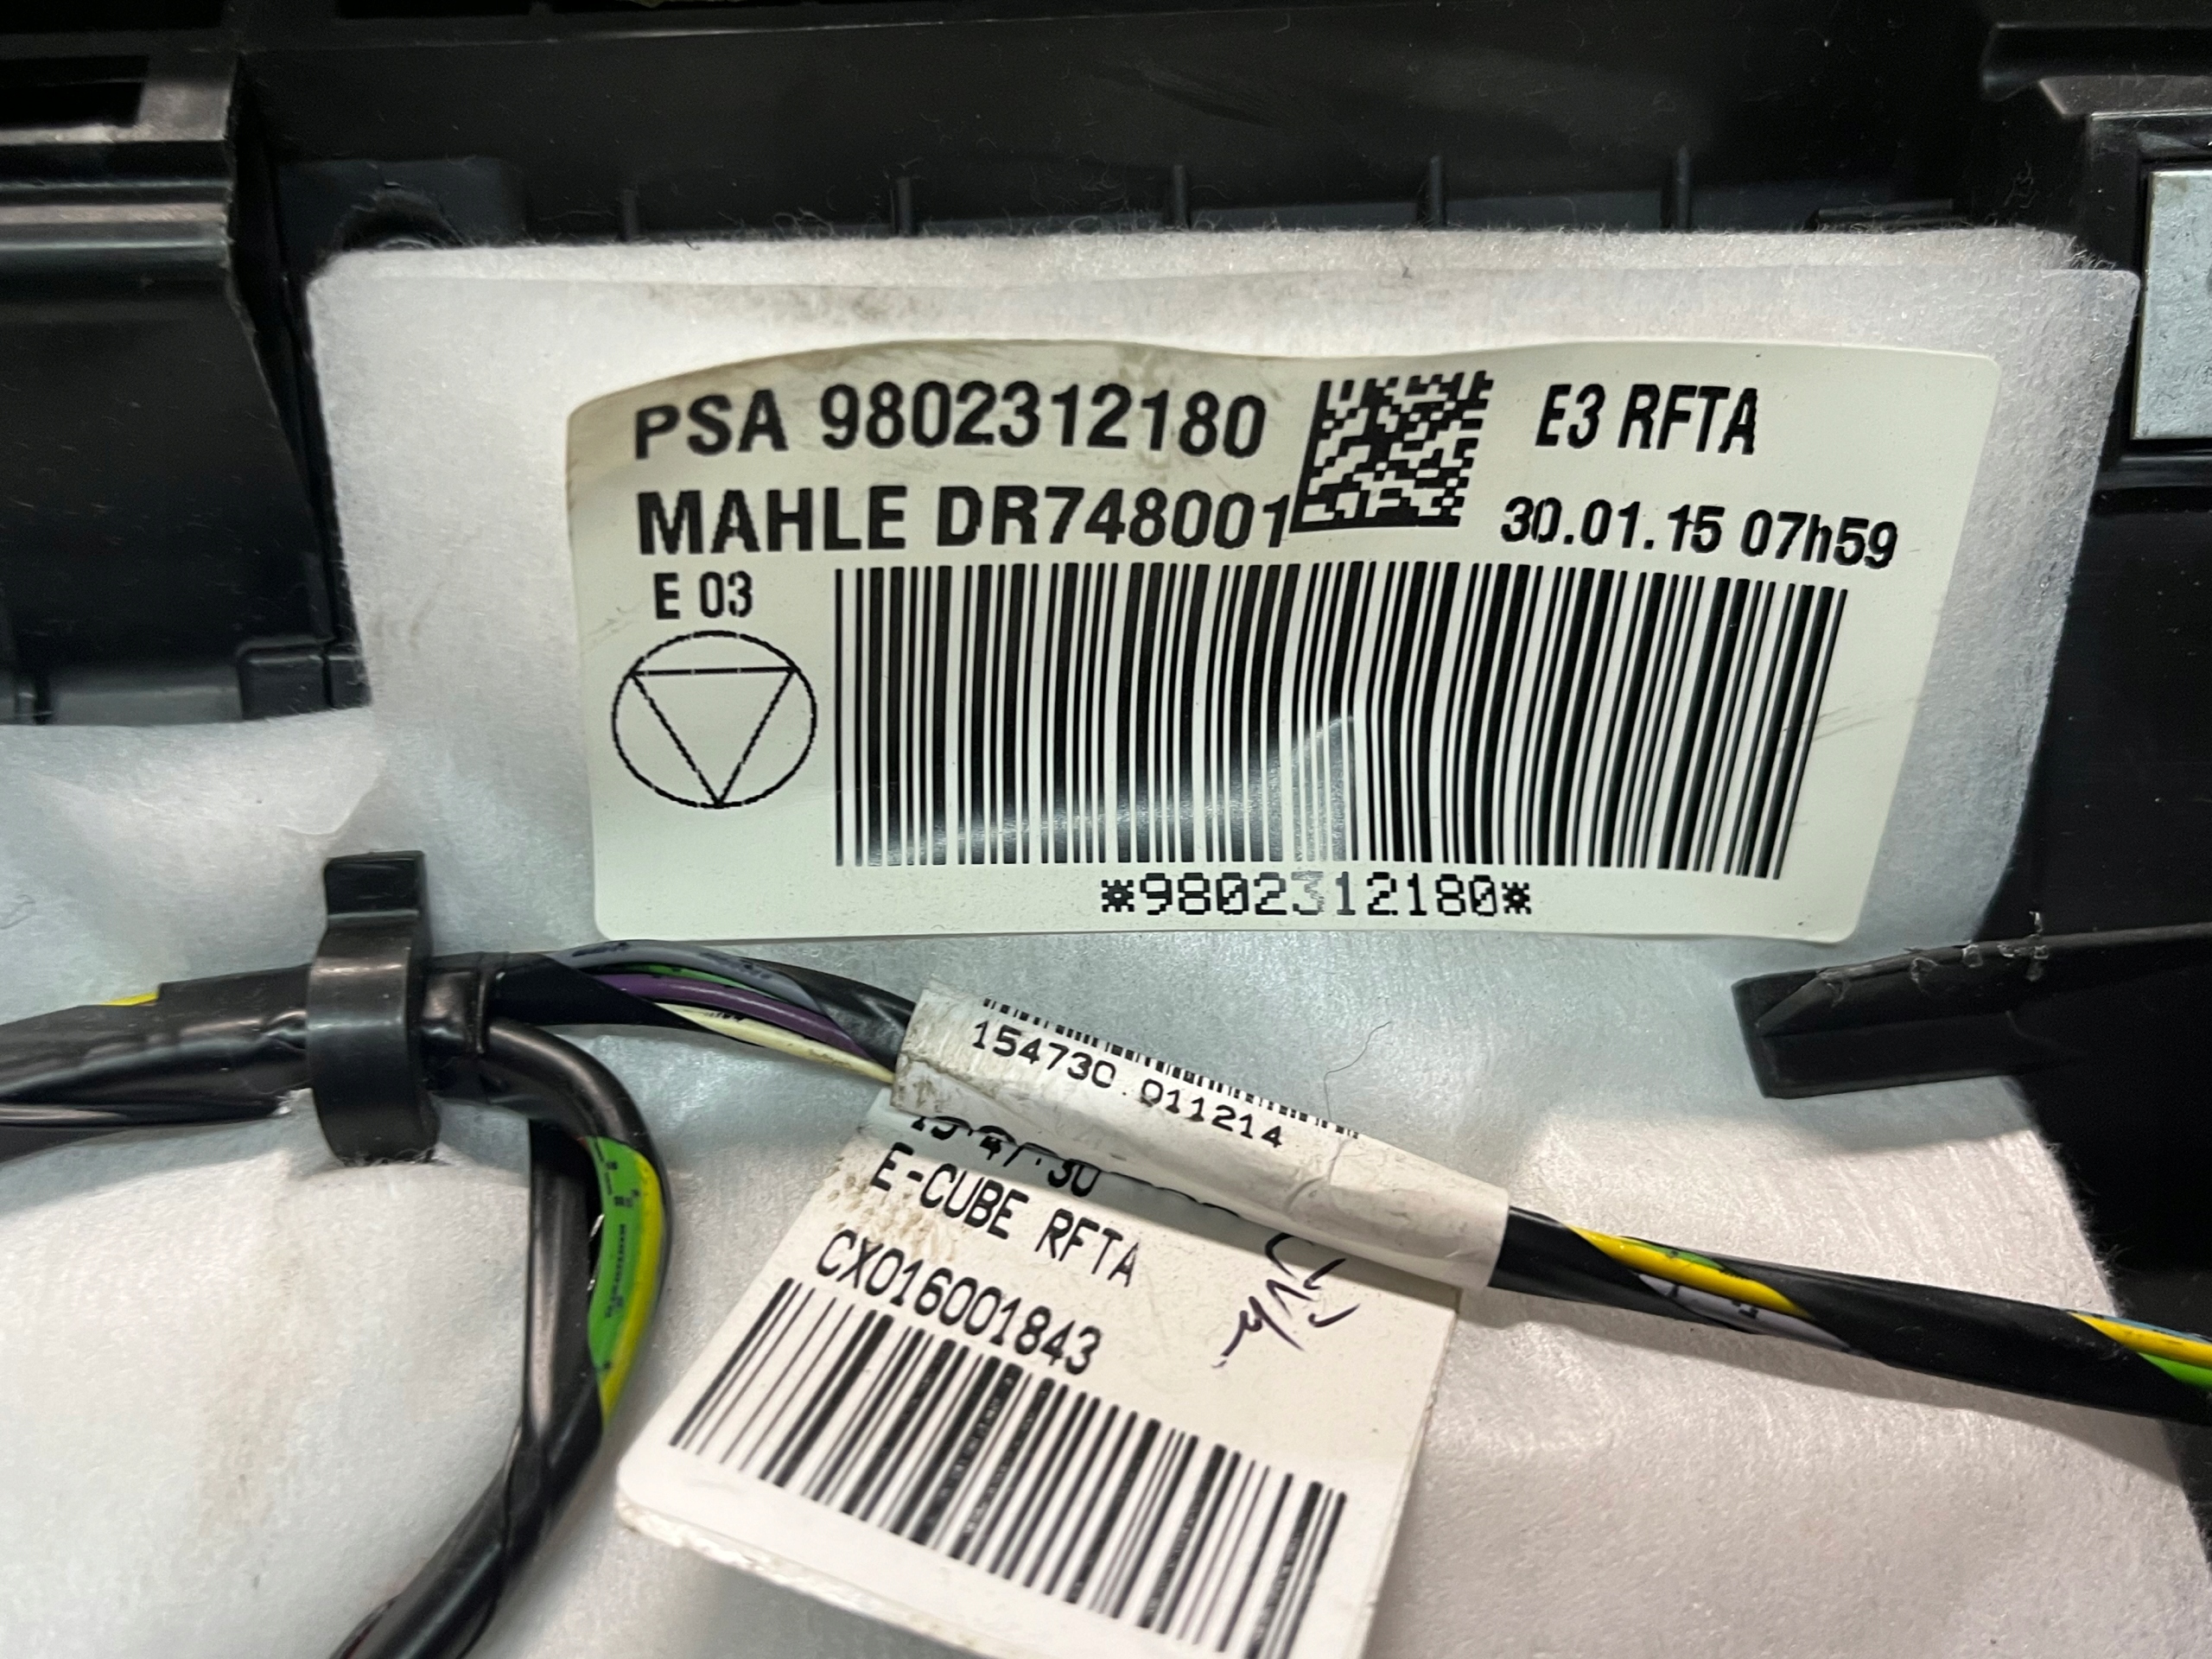 PSA 9802312180
E3 RFTA
MAHLE DR748001
30.01.15 07h59
E 03
*9802312180*
154730.011214
E-CUBE RFTA
CX016001843